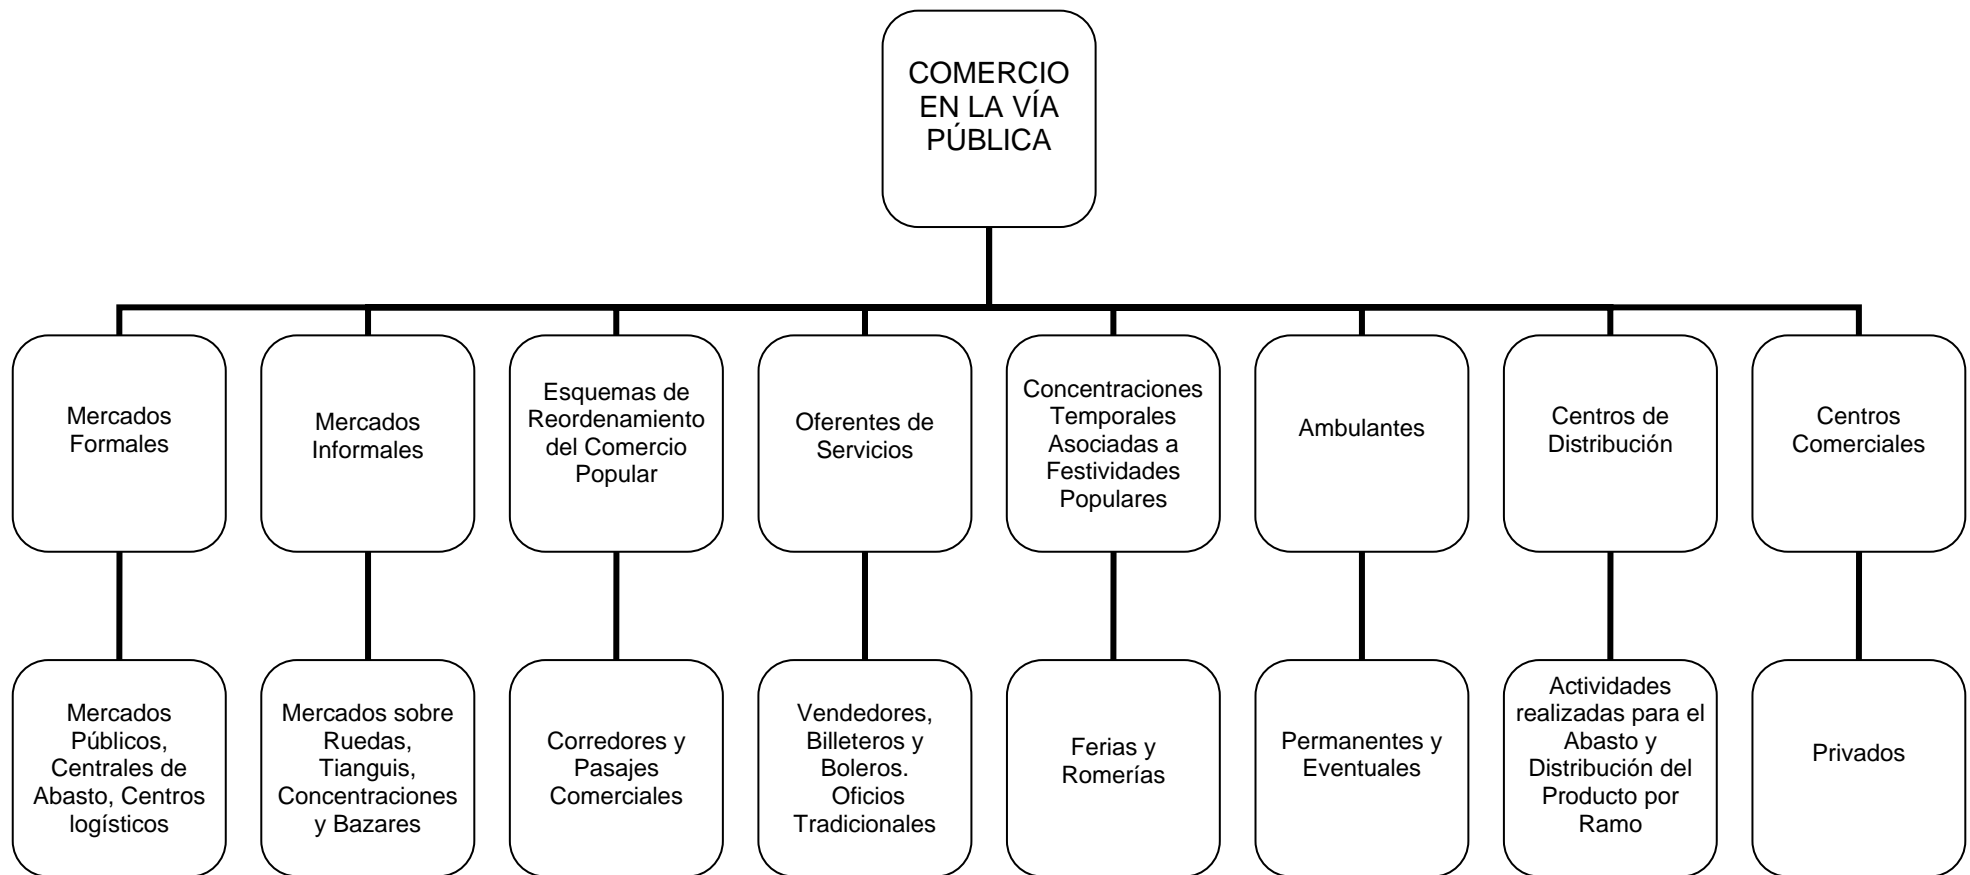 COMERCIO
EN LA VÍA
PÚBLICA
Mercados
Formales
Mercados
Informales
Esquemas de
Reordenamiento
del Comercio
Popular
Oferentes de
Servicios
Concentraciones
Temporales
Asociadas a
Festividades
Populares
Ambulantes
Centros de
Distribución
Centros
Comerciales
Mercados
Públicos,
Centrales de
Abasto, Centros
logísticos
Mercados sobre
Ruedas,
Tianguis,
Concentraciones
y Bazares
Corredores y
Pasajes
Comerciales
Vendedores,
Billeteros y
Boleros.
Oficios
Tradicionales
Ferias y
Romerías
Permanentes y
Eventuales
Actividades
realizadas para el
Abasto y
Distribución del
Producto por
Ramo
Privados